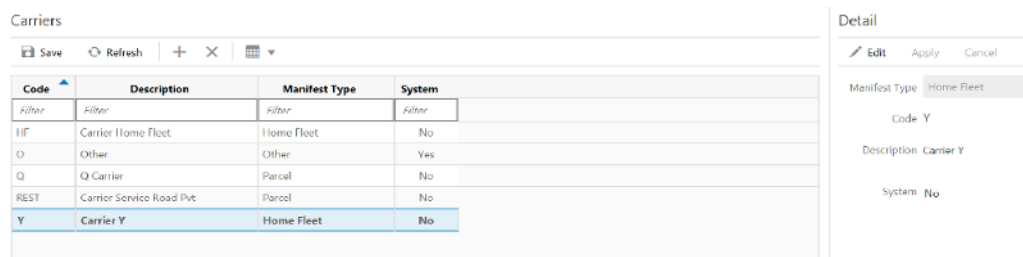 Carriers
Save Refresh
Code Description Manifest Type System
Filter Filter Filter Filter
HF Carrier Home Fleet Home Fleet No
O Other Other Yes
Q Q Carrier Parcel No
REST Carrier Service Road Pvt Parcel No
Y Carrier Y Home Fleet No
Detail
Edit Apply Cancel
Manifest Type Home Fleet
Code Y
Description Carrier Y
System No